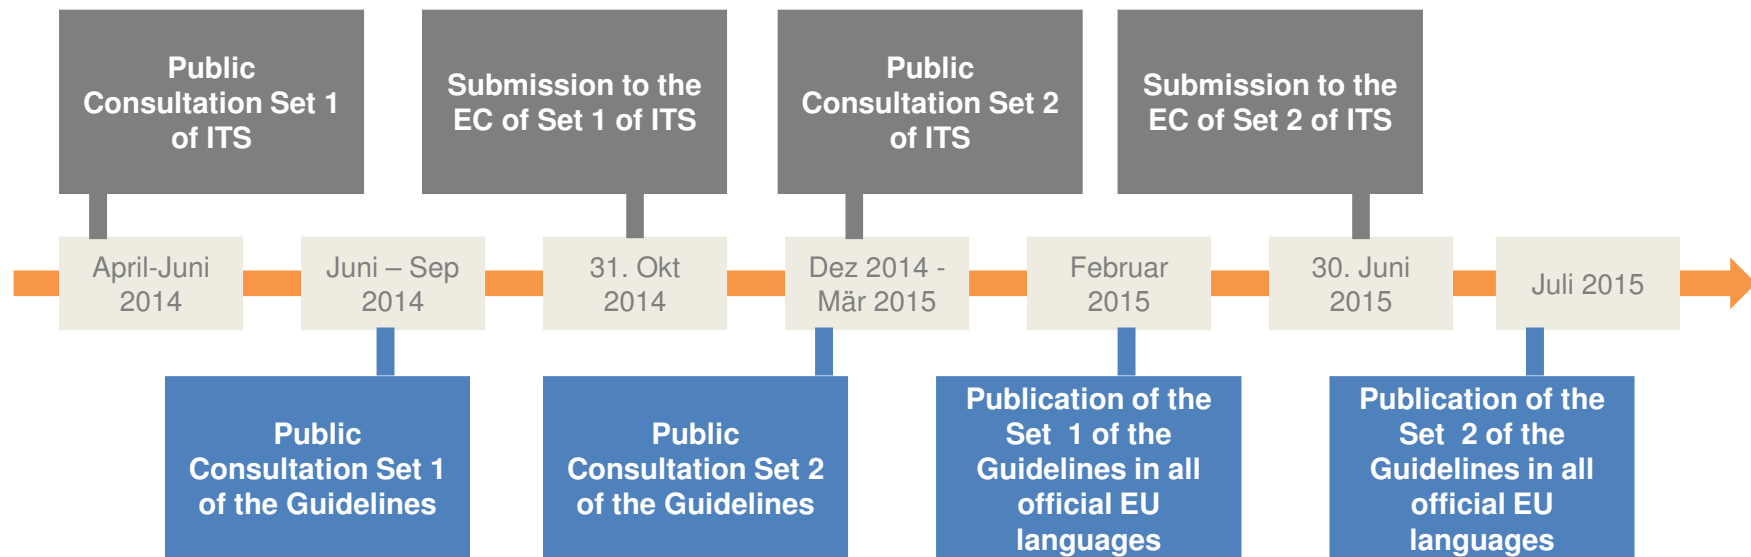 Public
Consultation Set 1
of ITS
Submission to the
EC of Set 1 of ITS
Public
Consultation Set 2
of ITS
Submission to the
EC of Set 2 of ITS
April-Juni
2014
Juni – Sep
2014
31. Okt
2014
Dez 2014 -
Mär 2015
Februar
2015
30. Juni
2015
Juli 2015
Public
Consultation Set 1
of the Guidelines
Public
Consultation Set 2
of the Guidelines
Publication of the
Set 1 of the
Guidelines in all
official EU
languages
Publication of the
Set 2 of the
Guidelines in all
official EU
languages